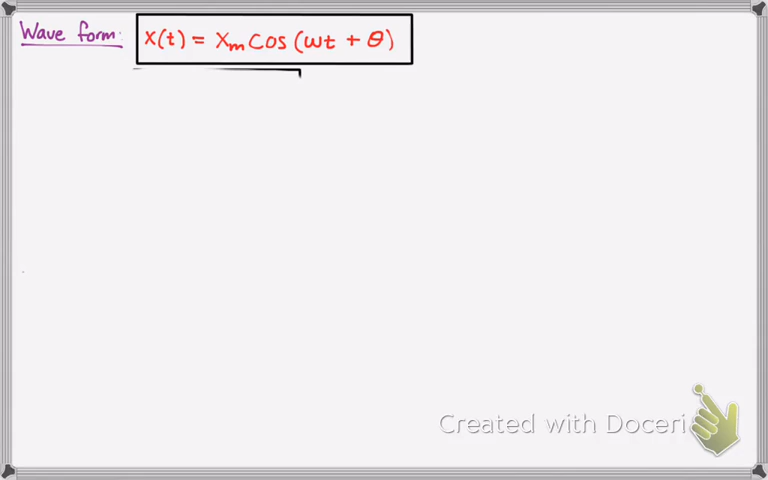 Wave form: x(t) = Xm Cos (ωt + θ)
Created with Doceri